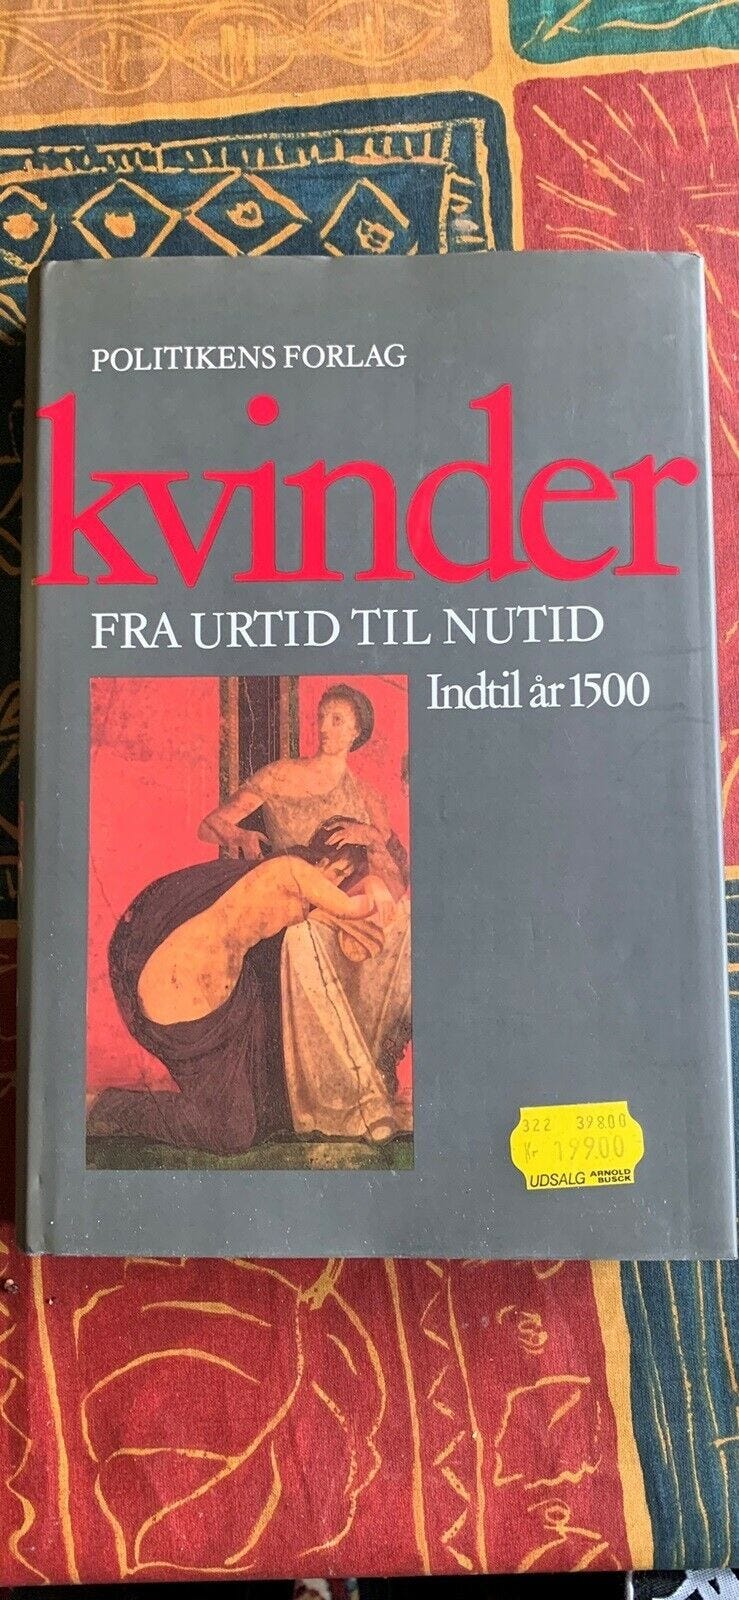 POLITIKENS FORLAG
kvinder
FRA URTID TIL NUTID
Indtil år 1500
322 398.00
Kr 199.00
UDSALG ARNOLD BUSCK